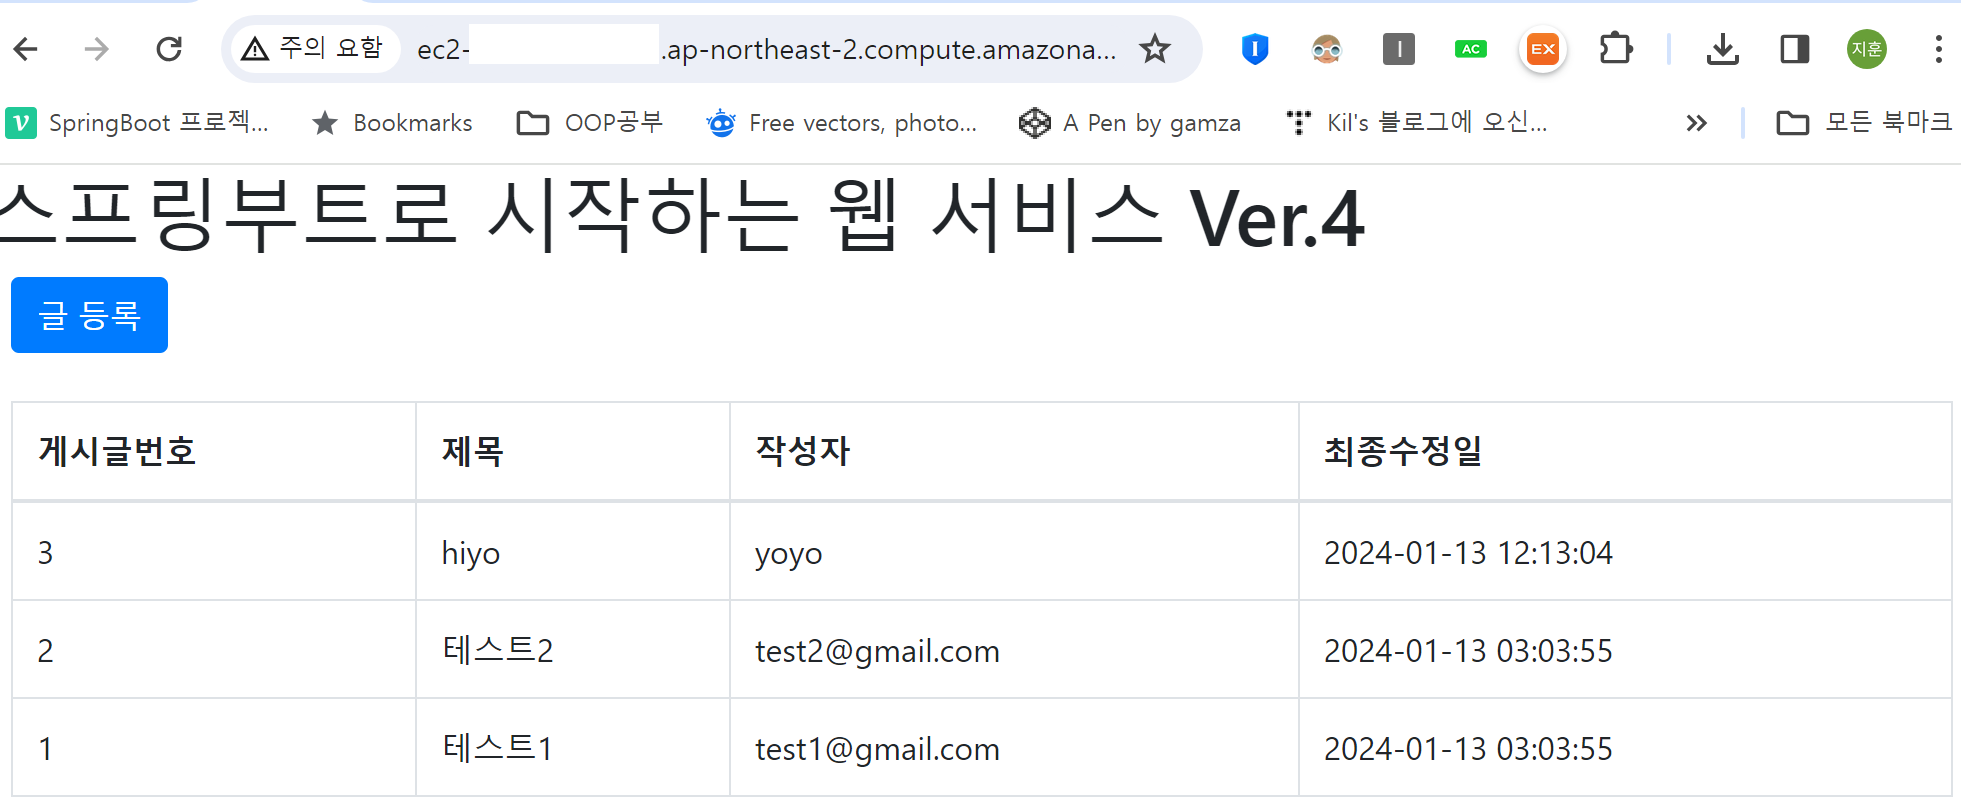 주의 요함 ec2- .ap-northeast-2.compute.amazona... I I AC EX 지훈
V SpringBoot 프로젝... Bookmarks OOP공부 Free vectors, photo... A Pen by gamza Kil's 블로그에 오신... » 모든 북마크
스프링부트로 시작하는 웹 서비스 Ver.4
글 등록
게시글번호 제목 작성자 최종수정일
3 hiyo yoyo 2024-01-13 12:13:04
2 테스트2 test2@gmail.com 2024-01-13 03:03:55
1 테스트1 test1@gmail.com 2024-01-13 03:03:55